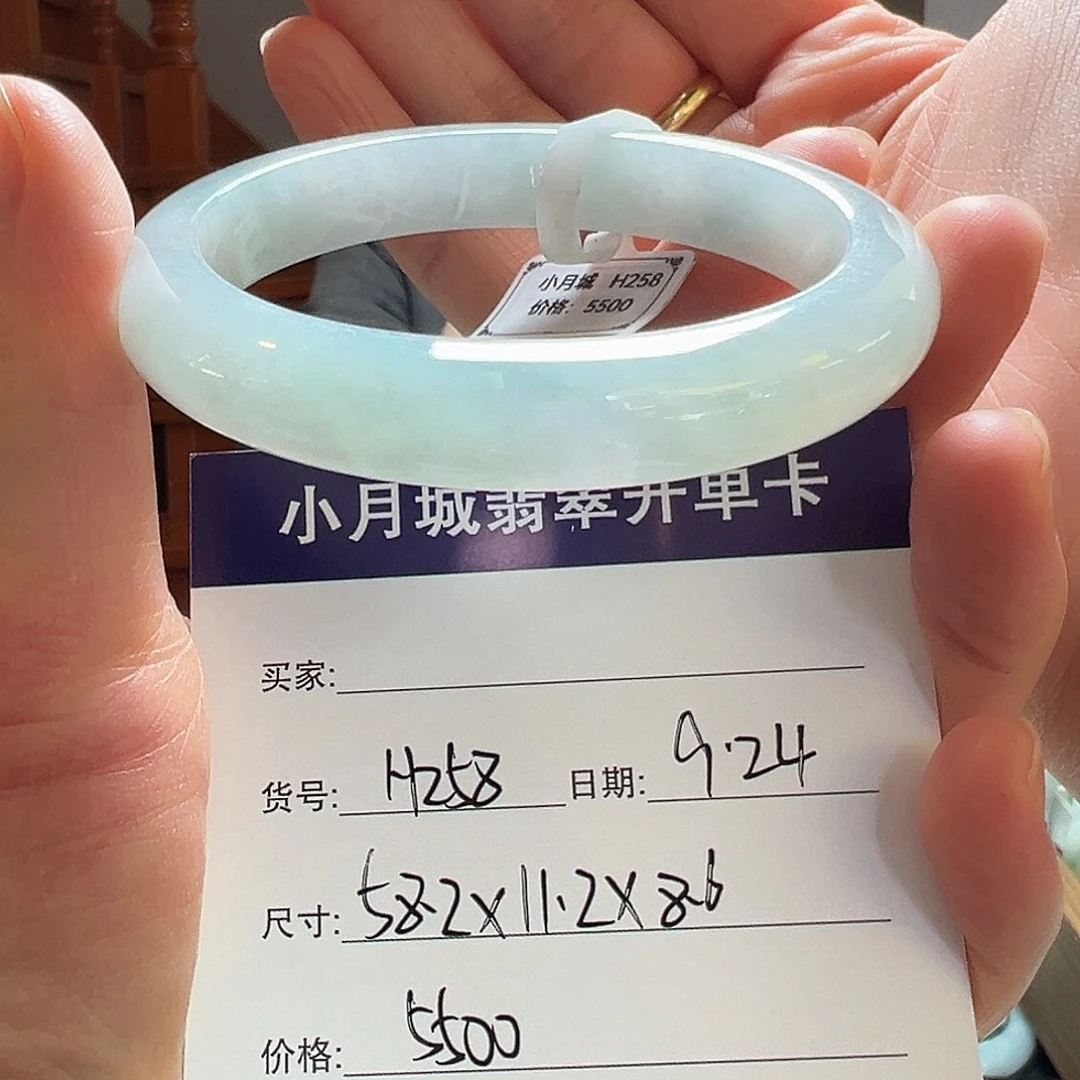 小月城 H258
价格: 5500
小月城翡翠开单卡
买家:
货号: H258 日期: 9.24
尺寸: 58.2x11.2x8.6
价格: 5500